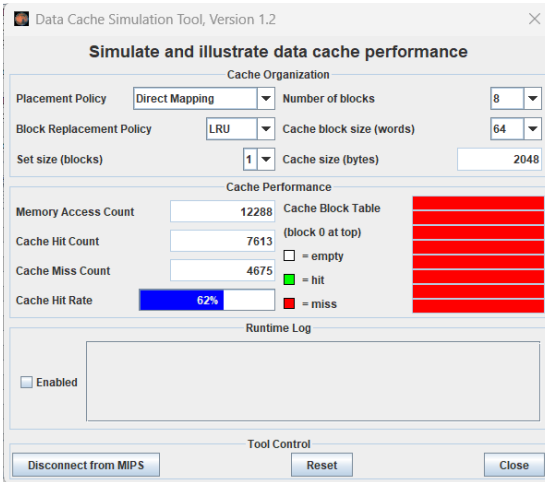 Data Cache Simulation Tool, Version 1.2
Simulate and illustrate data cache performance
Cache Organization
Placement Policy Direct Mapping Number of blocks 8
Block Replacement Policy LRU Cache block size (words) 64
Set size (blocks) 1 Cache size (bytes) 2048
Cache Performance
Memory Access Count 12288 Cache Block Table
(block 0 at top)
Cache Hit Count 7613
= empty
Cache Miss Count 4675
= hit
Cache Hit Rate 62% = miss
Runtime Log
Enabled
Tool Control
Disconnect from MIPS Reset Close